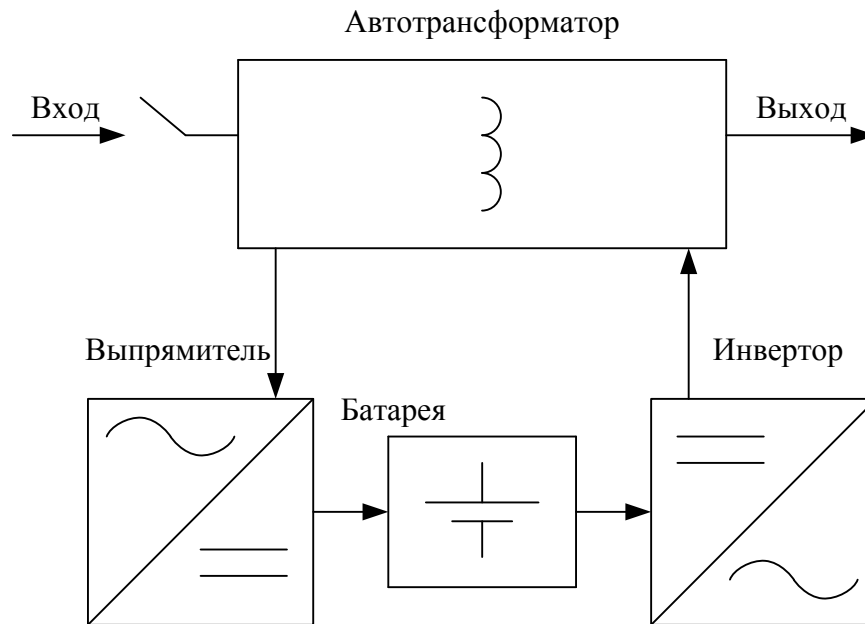 Автотрансформатор
Вход
Выход
Выпрямитель
Инвертор
Батарея